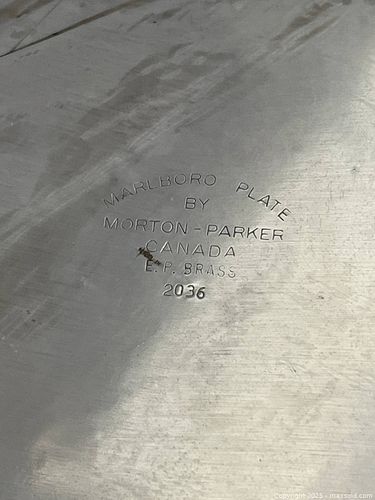 MARLBORO PLATE
BY
MORTON-PARKER
CANADA
E.P. BRASS
2036
Copyright 2025 - maxsold.com